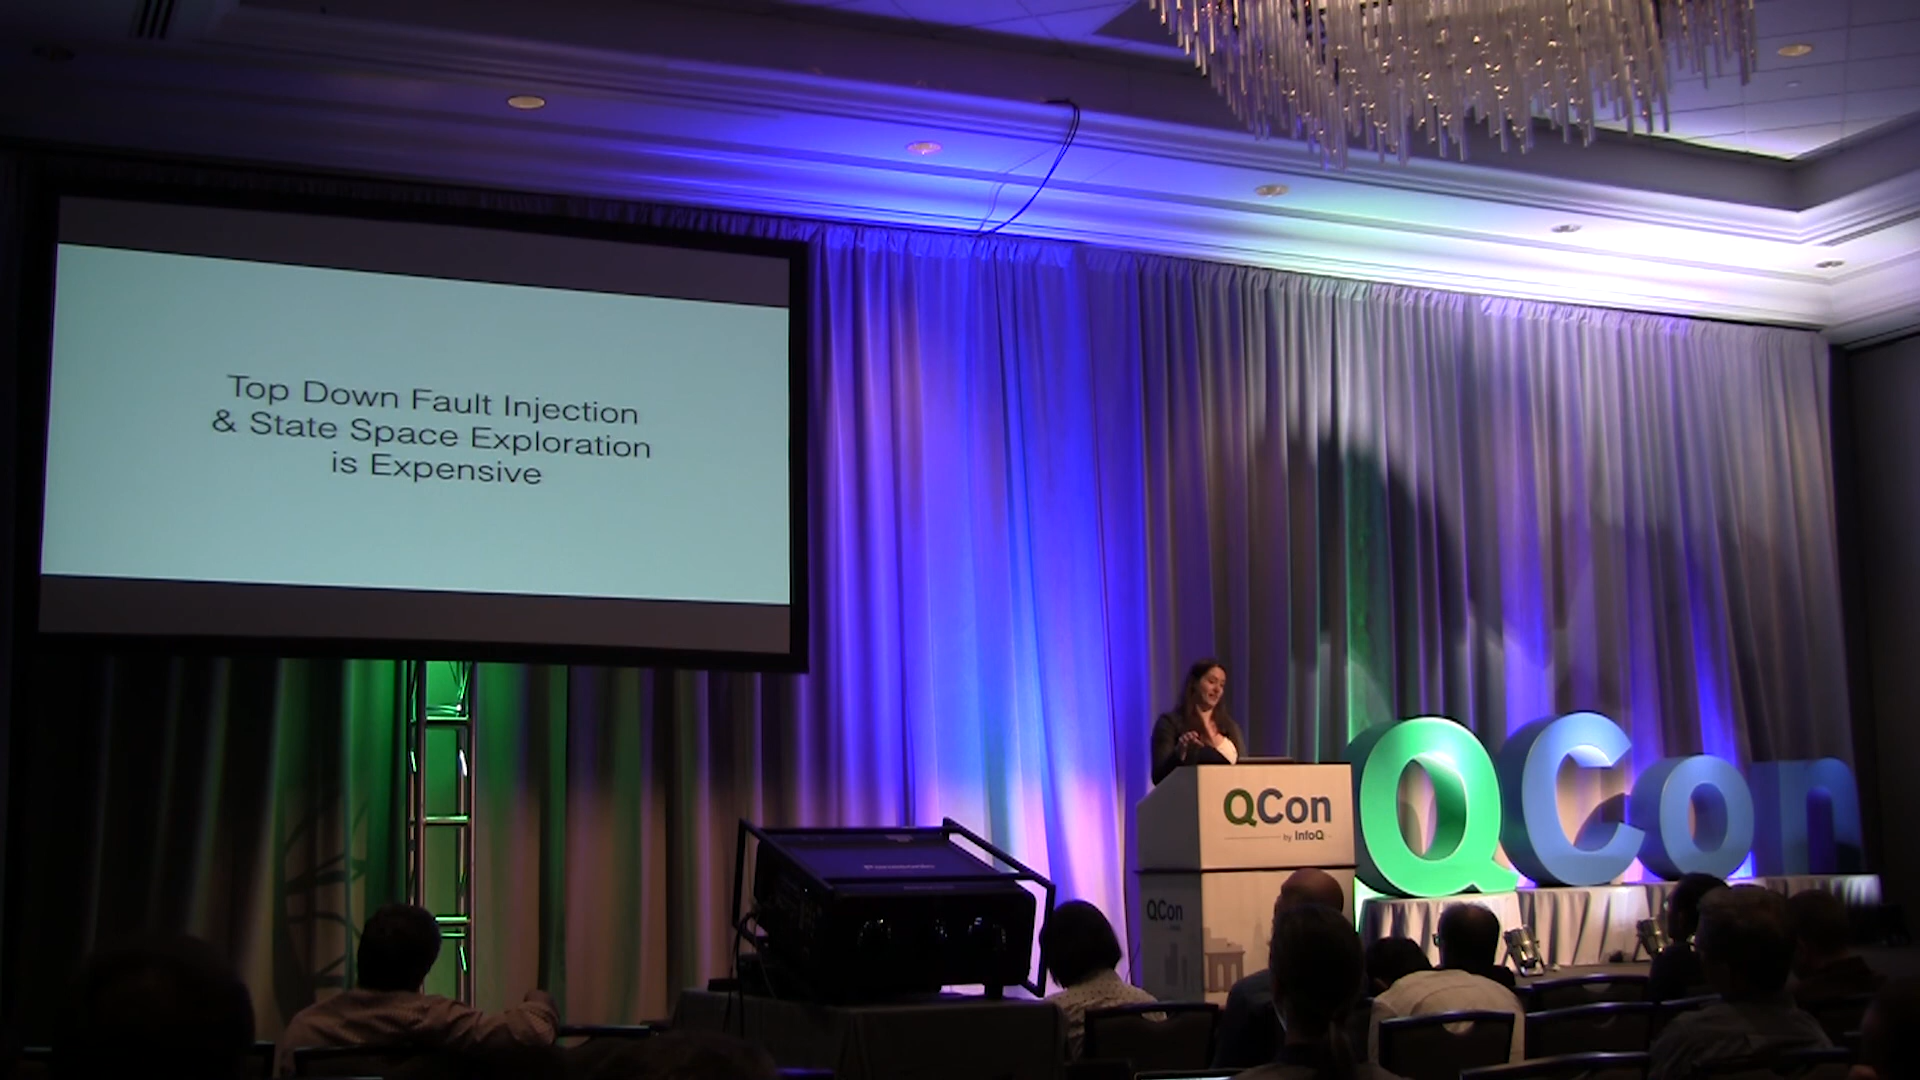 Top Down Fault Injection
& State Space Exploration
is Expensive
QCon
by InfoQ
QCon
QCon